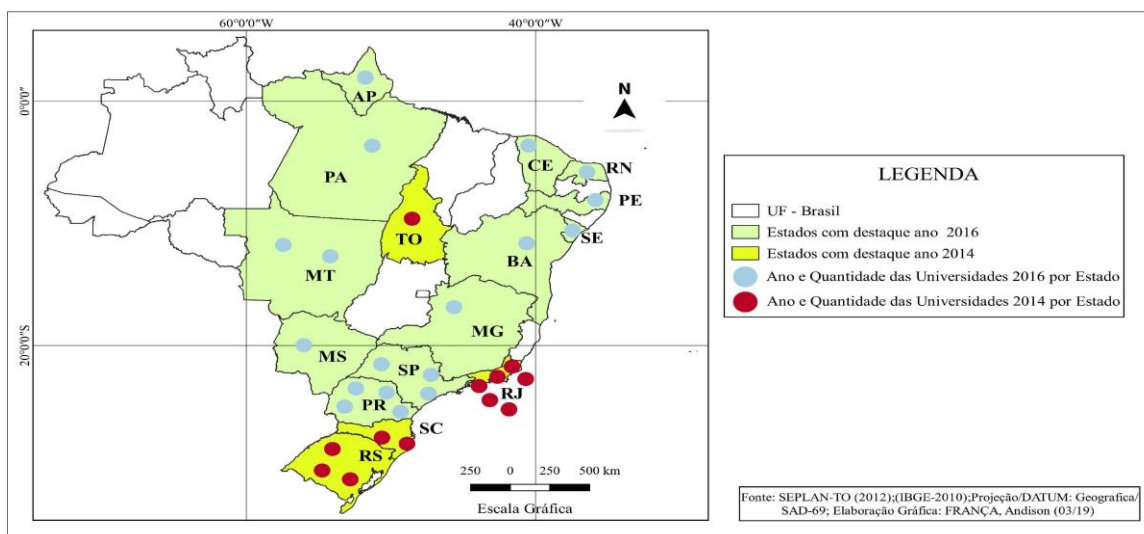 60°0'0"W
40°0'0"W
N
0°0'0"
AP
PA
CE
RN
PE
SE
TO
BA
MT
MG
20°0'0"S
MS
SP
RJ
PR
SC
RS
250 0 250 500 km
Escala Gráfica
LEGENDA
UF - Brasil
Estados com destaque ano 2016
Estados com destaque ano 2014
Ano e Quantidade das Universidades 2016 por Estado
Ano e Quantidade das Universidades 2014 por Estado
Fonte: SEPLAN-TO (2012);(IBGE-2010);Projeção/DATUM: Geografica/
SAD-69; Elaboração Gráfica: FRANÇA, Andison (03/19)